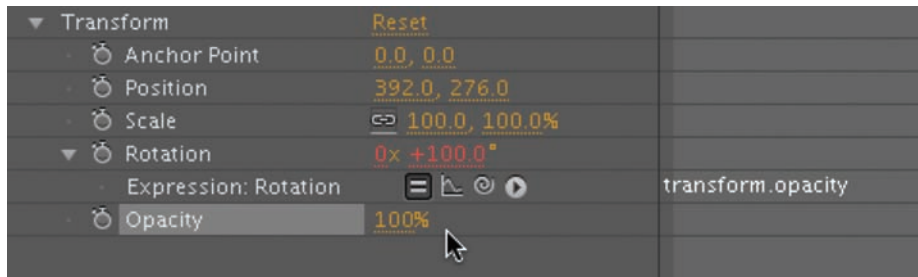 Transform Reset
Anchor Point 0.0, 0.0
Position 392.0, 276.0
Scale 100.0, 100.0%
Rotation 0x +100.0°
Expression: Rotation transform.opacity
Opacity 100%